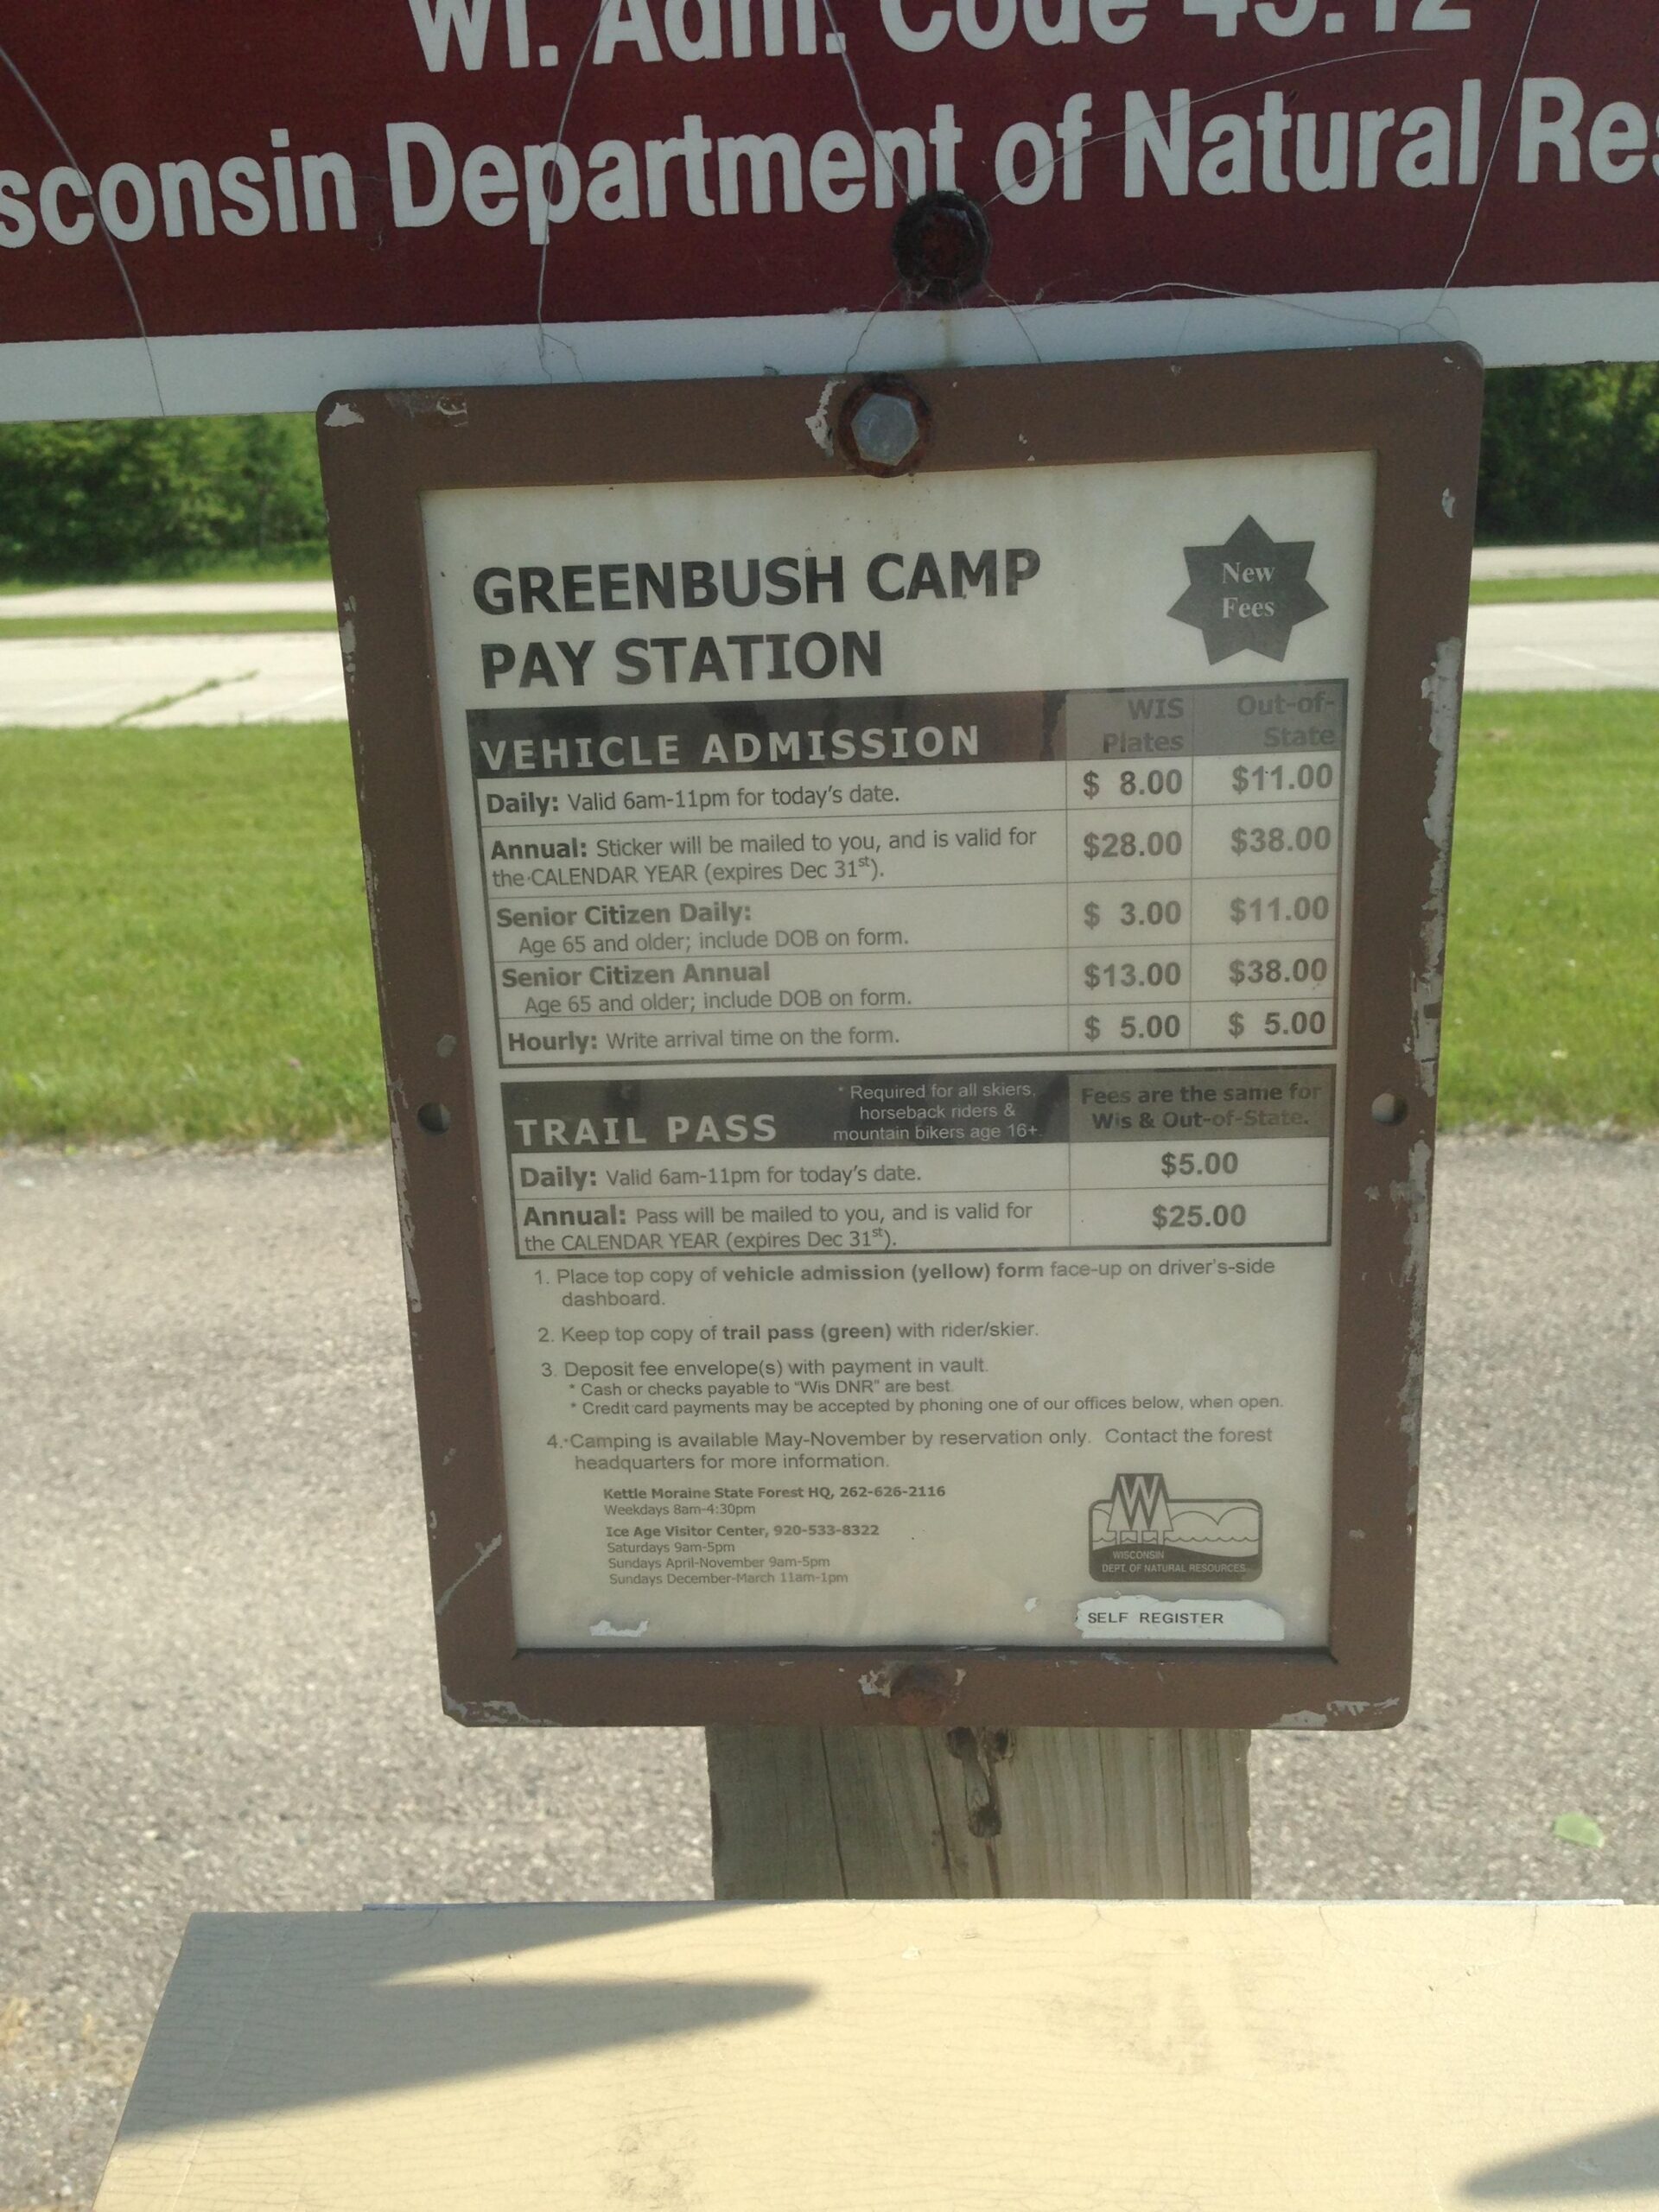 WI. Adm. Code 45.12
sconsin Department of Natural Res
GREENBUSH CAMP
PAY STATION
New
Fees
VEHICLE ADMISSION
WIS
Plates
Out-of-
State
Daily: Valid 6am-11pm for today's date.
$ 8.00 $11.00
Annual: Sticker will be mailed to you, and is valid for
the CALENDAR YEAR (expires Dec 31st).
$28.00 $38.00
Senior Citizen Daily:
Age 65 and older; include DOB on form.
$ 3.00 $11.00
Senior Citizen Annual
Age 65 and older; include DOB on form.
$13.00 $38.00
Hourly: Write arrival time on the form.
$ 5.00 $ 5.00
TRAIL PASS
* Required for all skiers,
horseback riders &
mountain bikers age 16+.
Fees are the same for
Wis & Out-of-State.
Daily: Valid 6am-11pm for today's date.
$5.00
Annual: Pass will be mailed to you, and is valid for
the CALENDAR YEAR (expires Dec 31st).
$25.00
1. Place top copy of vehicle admission (yellow) form face-up on driver's-side
dashboard.
2. Keep top copy of trail pass (green) with rider/skier.
3. Deposit fee envelope(s) with payment in vault.
* Cash or checks payable to "Wis DNR" are best.
* Credit card payments may be accepted by phoning one of our offices below, when open.
4. Camping is available May-November by reservation only. Contact the forest
headquarters for more information.
Kettle Moraine State Forest HQ, 262-626-2116
Weekdays 8am-4:30pm
Ice Age Visitor Center, 920-533-8322
Saturdays 9am-5pm
Sundays April-November 9am-5pm
Sundays December-March 11am-1pm
W
WISCONSIN
DEPT. OF NATURAL RESOURCES
SELF REGISTER